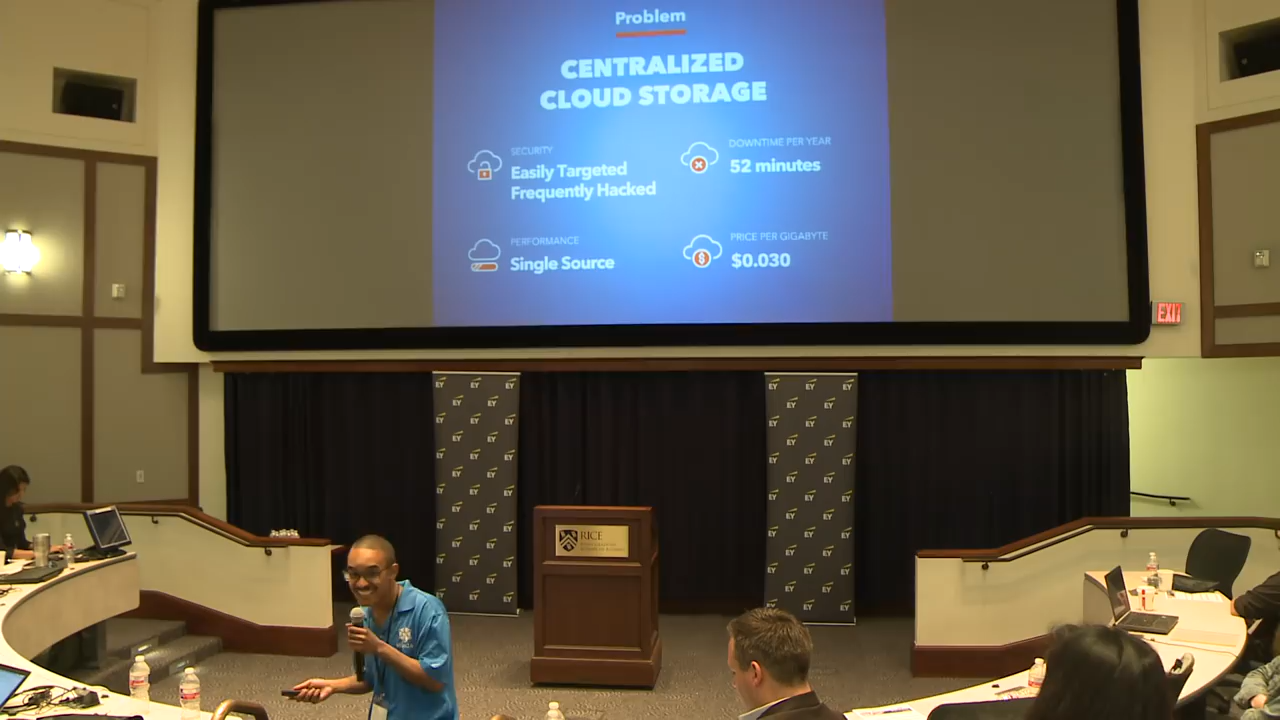 Problem
CENTRALIZED
CLOUD STORAGE
SECURITY
Easily Targeted
Frequently Hacked
DOWNTIME PER YEAR
52 minutes
PERFORMANCE
Single Source
PRICE PER GIGABYTE
$0.030
EXIT
EY
EY
RICE